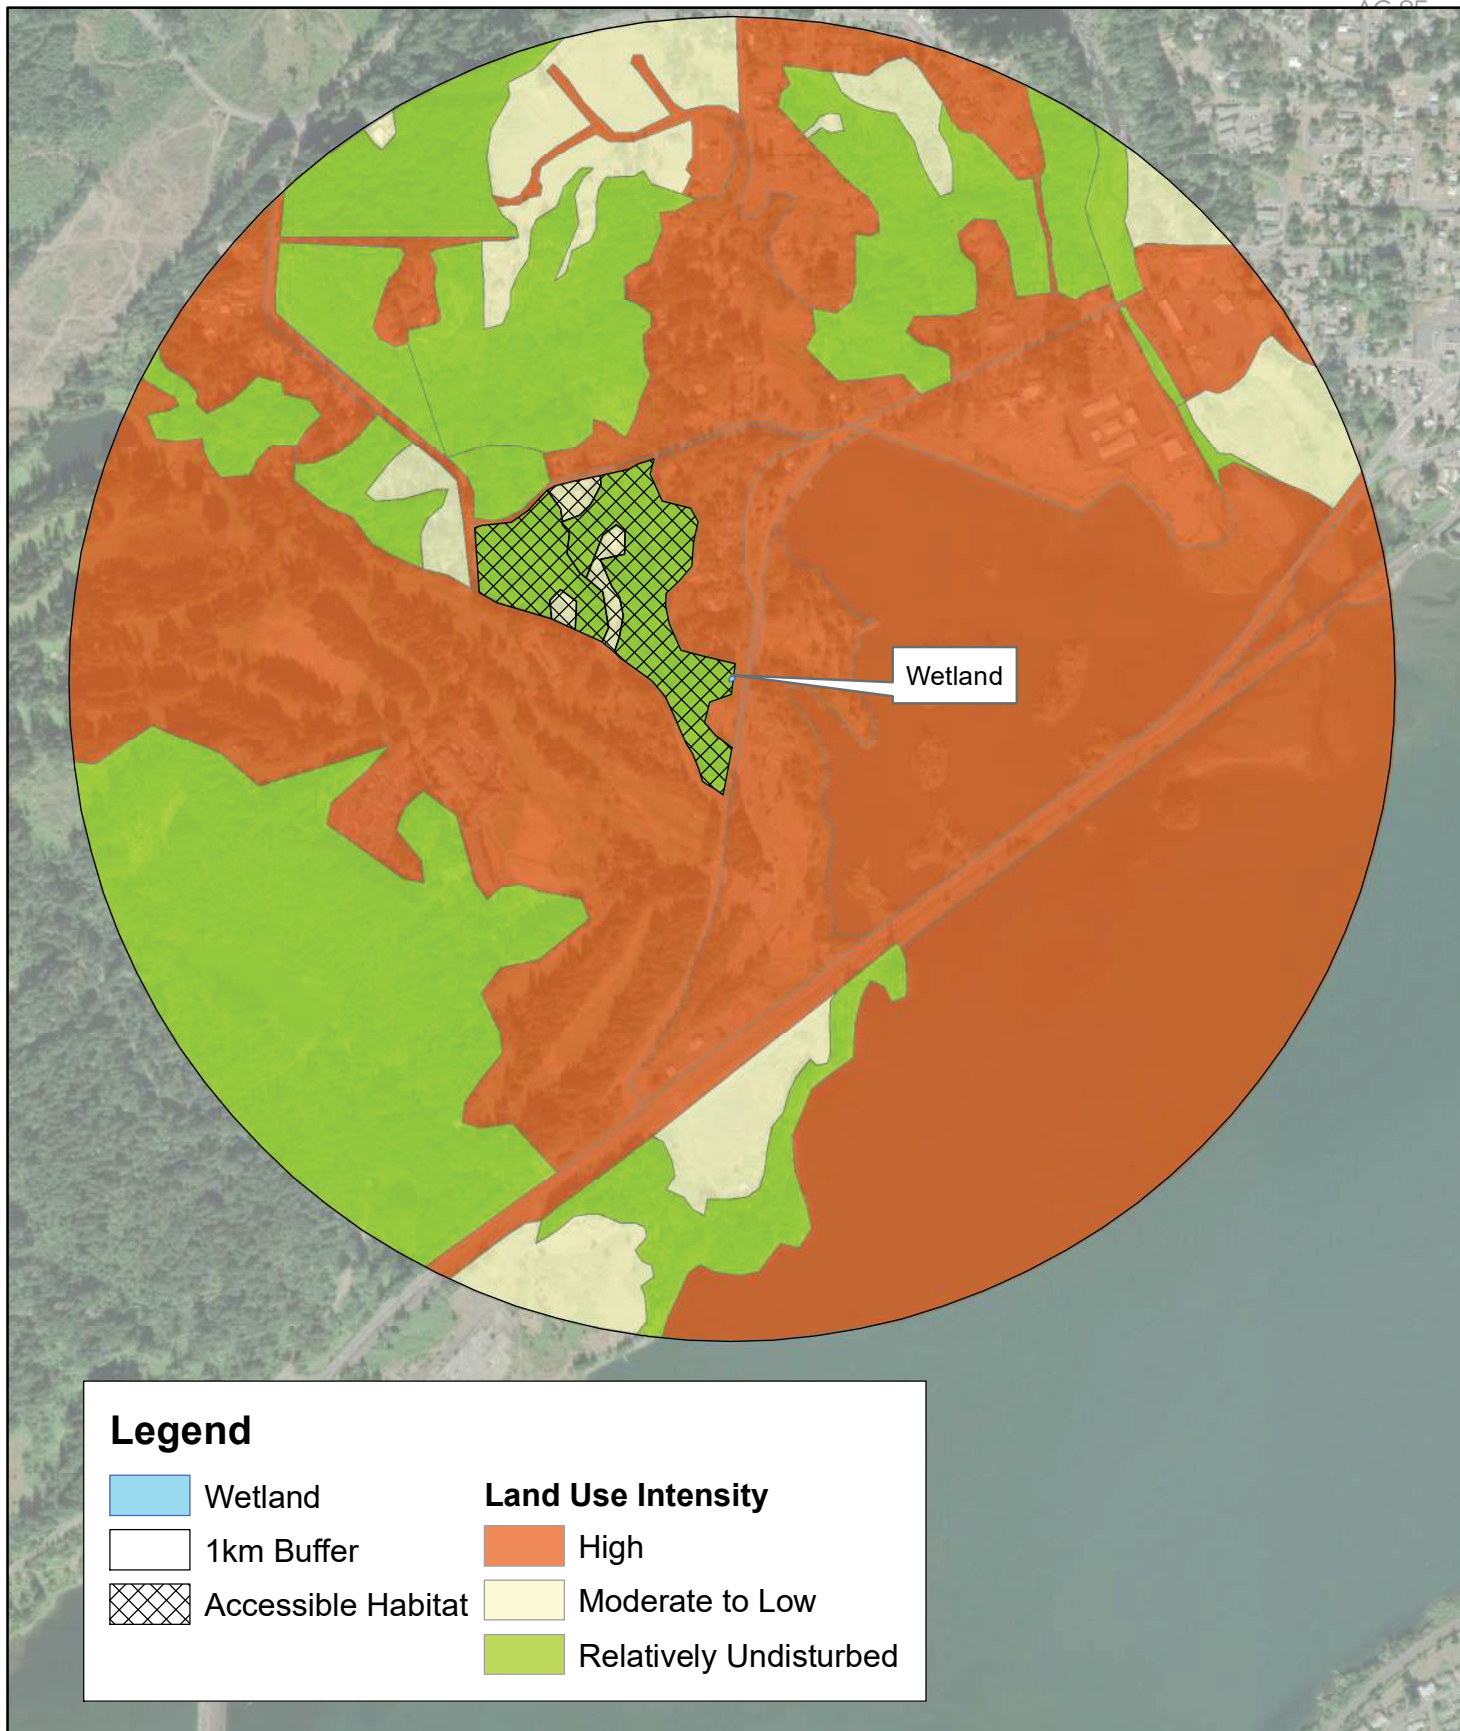 Wetland
Legend
Wetland
1km Buffer
Accessible Habitat
Land Use Intensity
High
Moderate to Low
Relatively Undisturbed